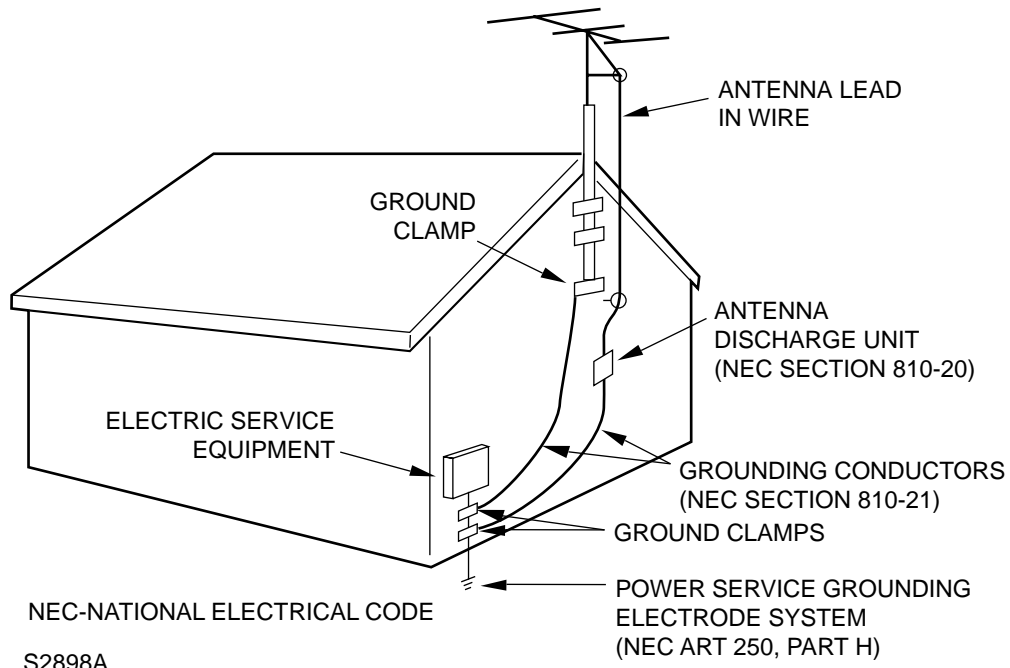 ANTENNA LEAD
IN WIRE
GROUND
CLAMP
ANTENNA
DISCHARGE UNIT
(NEC SECTION 810-20)
ELECTRIC SERVICE
EQUIPMENT
GROUNDING CONDUCTORS
(NEC SECTION 810-21)
GROUND CLAMPS
POWER SERVICE GROUNDING
ELECTRODE SYSTEM
(NEC ART 250, PART H)
NEC-NATIONAL ELECTRICAL CODE
S2898A